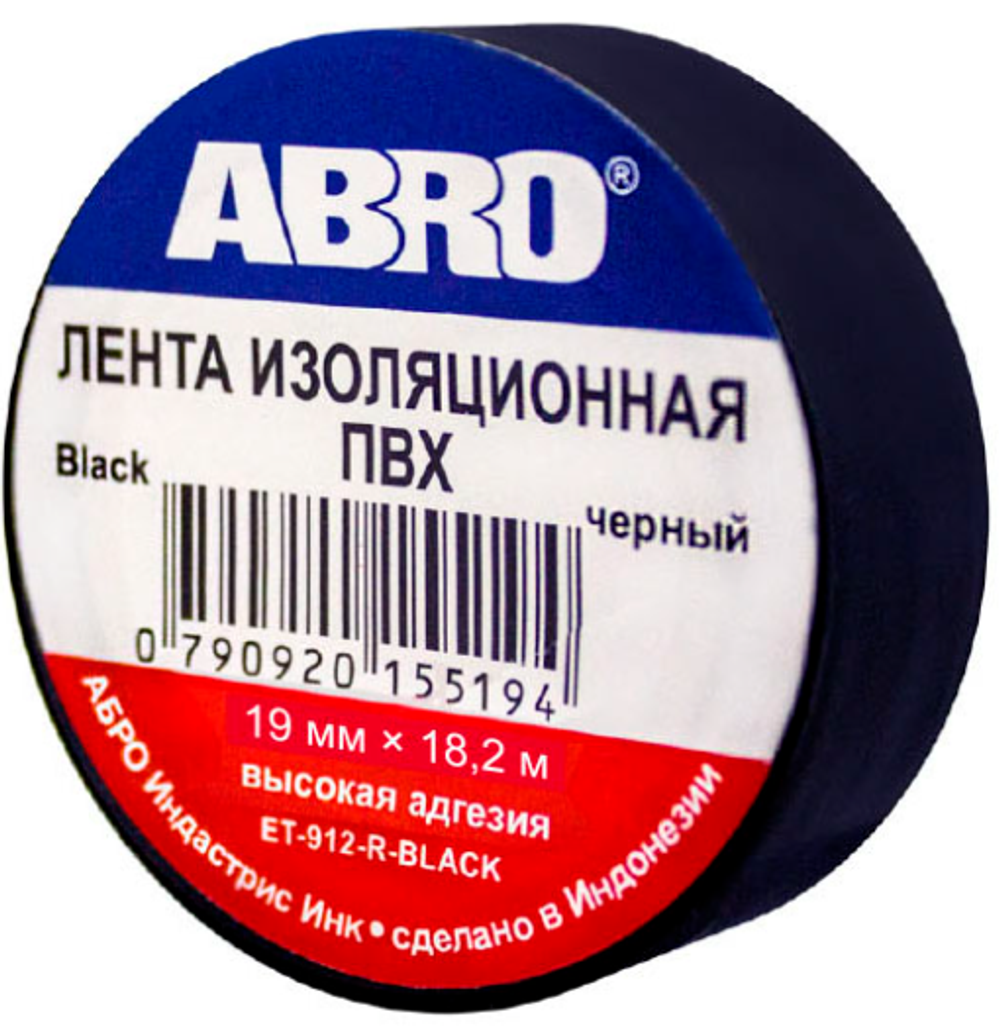 ABRO®
ЛЕНТА ИЗОЛЯЦИОННАЯ
ПВХ
Black
черный
0 790920 155194
19 мм × 18,2 м
высокая адгезия
ET-912-R-BLACK
АБРО Индастрис Инк • сделано в Индонезии